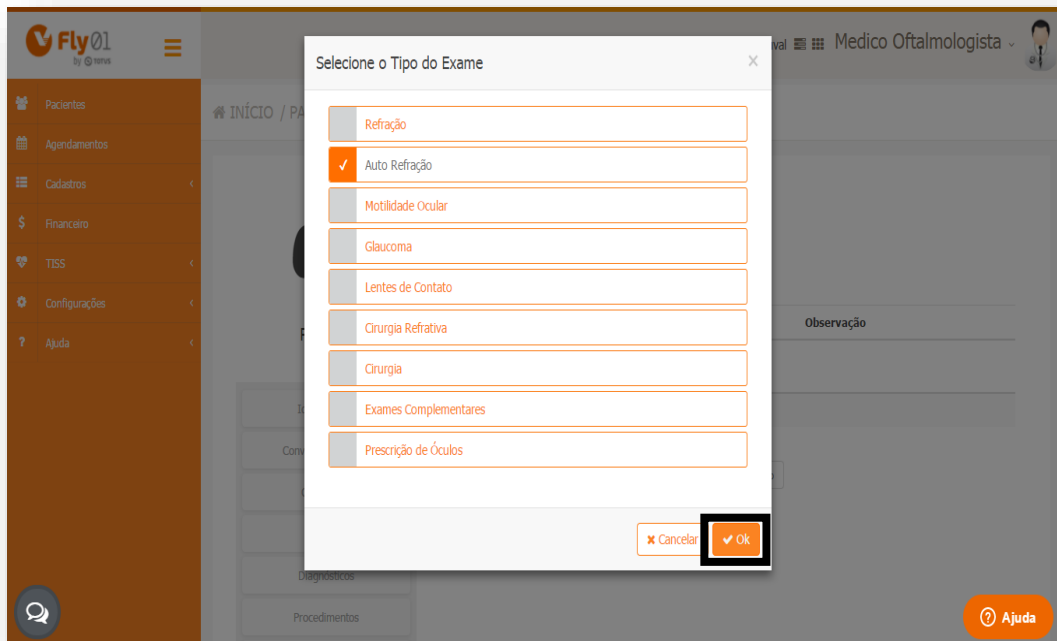 Fly01
by
Medico Oftalmologista
Selecione o Tipo do Exame
Pacientes
Agendamentos
Cadastros
Financeiro
TISS
Configurações
Ajuda
INÍCIO / PA
Refração
Auto Refração
Motilidade Ocular
Glaucoma
Lentes de Contato
Cirurgia Refrativa
Cirurgia
Exames Complementares
Prescrição de Óculos
Observação
Conv
Cancelar
Ok
Diagnósticos
Procedimentos
Ajuda